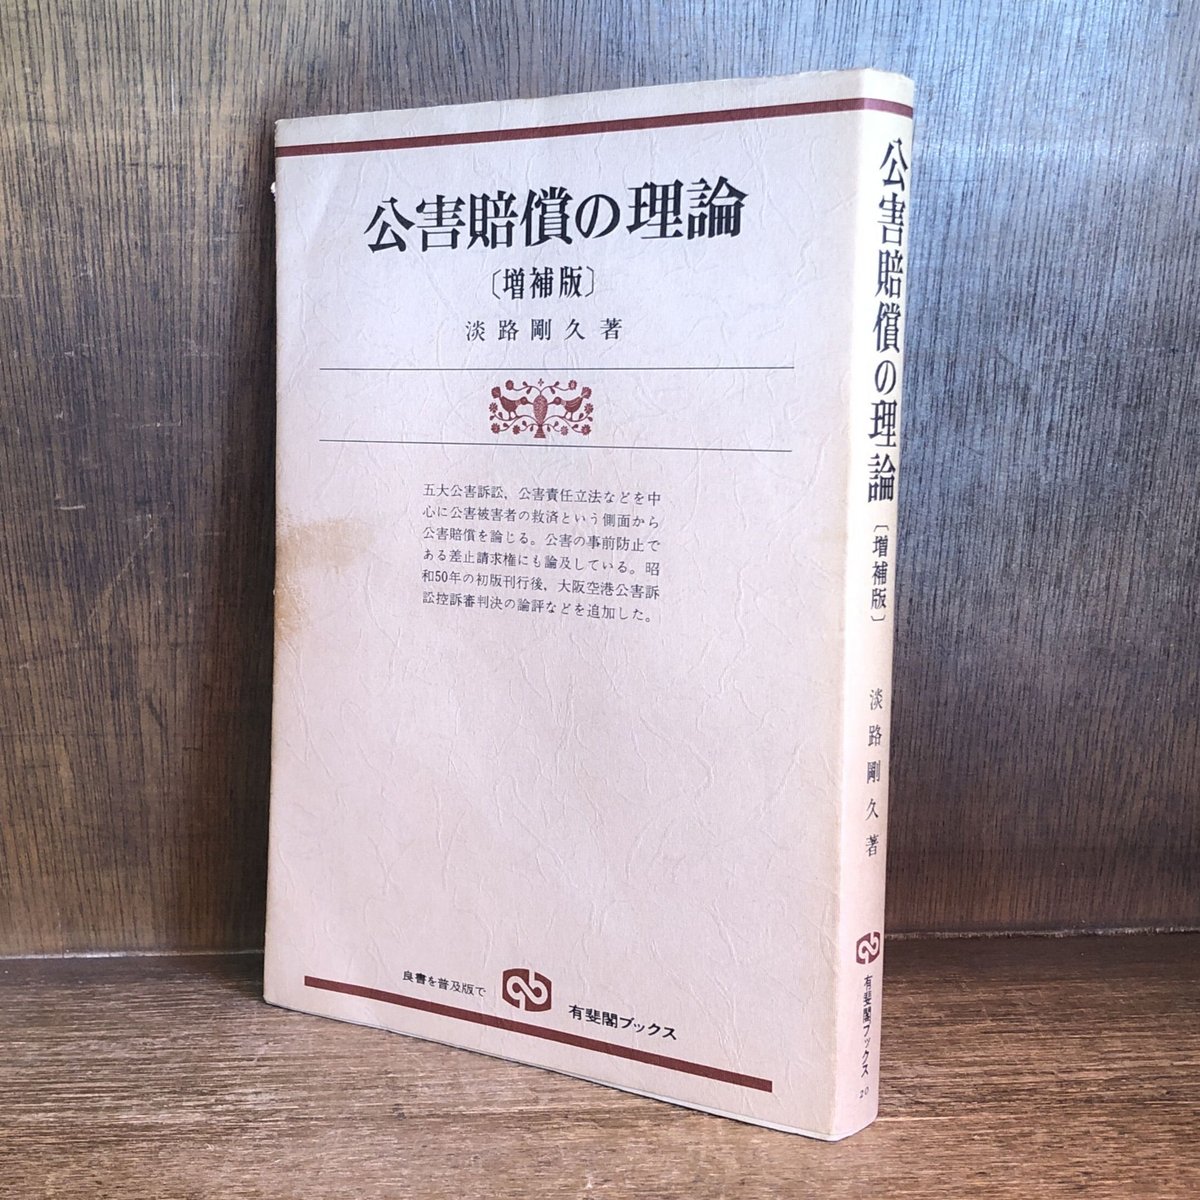 公害賠償の理論
〔増補版〕
淡路剛久著
五大公害訴訟、公害責任立法などを中
心に公害被害者の救済という側面から
公害賠償を論じる。公害の事前防止で
ある差止請求権にも論及している。昭
和50年の初版刊行後、大阪空港公害訴
訟控訴審判決の論評などを追加した。
良書を普及版で
有斐閣ブックス
公害賠償の理論〔増補版〕
淡路剛久著
有斐閣ブックス
20